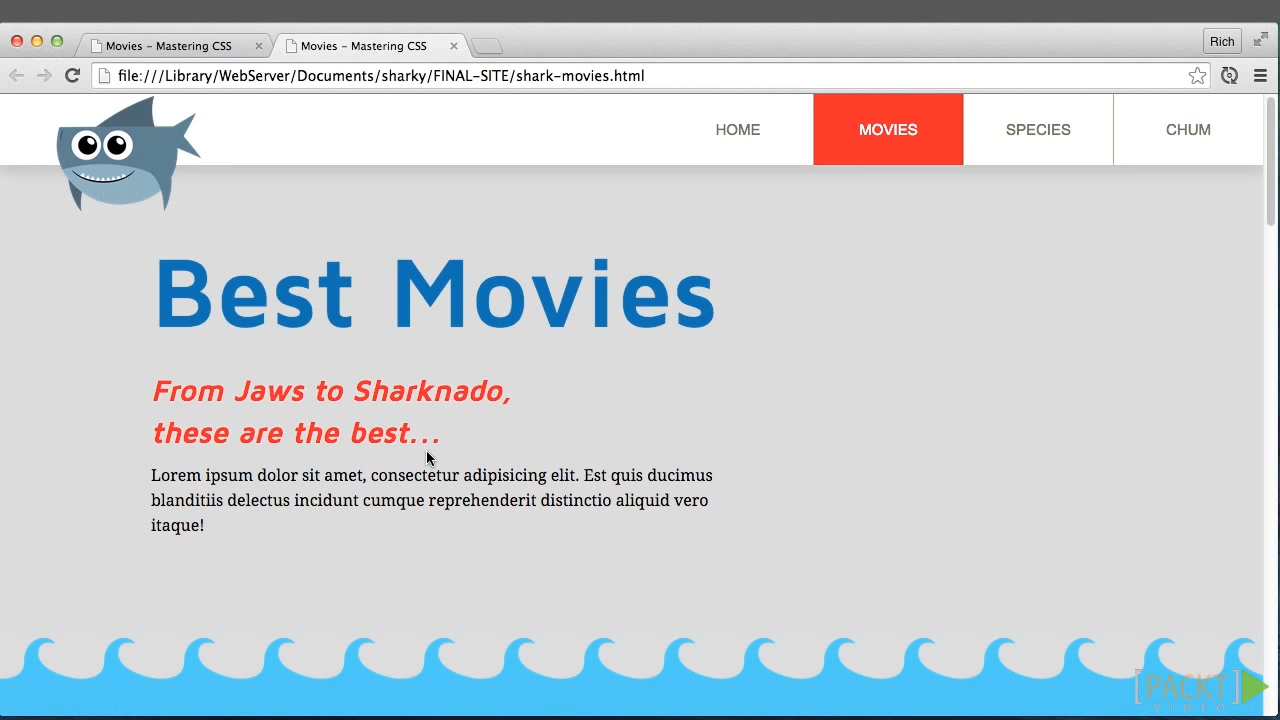 Movies – Mastering CSS
Movies – Mastering CSS
Rich
file:///Library/WebServer/Documents/sharky/FINAL-SITE/shark-movies.html
HOME
MOVIES
SPECIES
CHUM
Best Movies
From Jaws to Sharknado,
these are the best...
Lorem ipsum dolor sit amet, consectetur adipisicing elit. Est quis ducimus
blanditiis delectus incidunt cumque reprehenderit distinctio aliquid vero
itaque!
[PACKT]
VIDEO